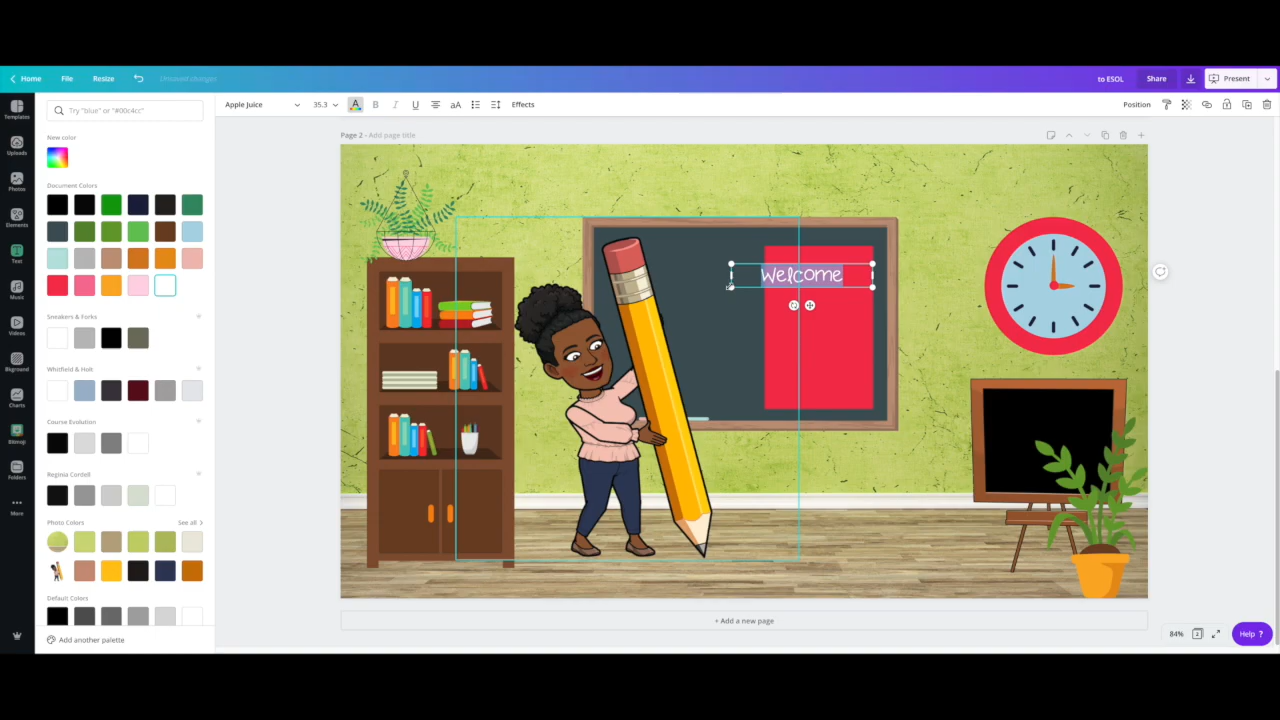 Home File Resize Unsaved changes to ESOL Share Present
Templates
Uploads
Photos
Elements
Text
Music
Videos
Bkground
Charts
Bitmoji
Folders
More
Try "blue" or "#00c4cc"
New color
Document Colors
Sneakers & Forks
Whitfield & Holt
Course Evolution
Reginia Cordell
Photo Colors See all
Default Colors
Add another palette
Apple Juice 35.3 A B I U aA Effects Position
Page 2 - Add page title
Welcome
+ Add a new page
84% 2 Help ?